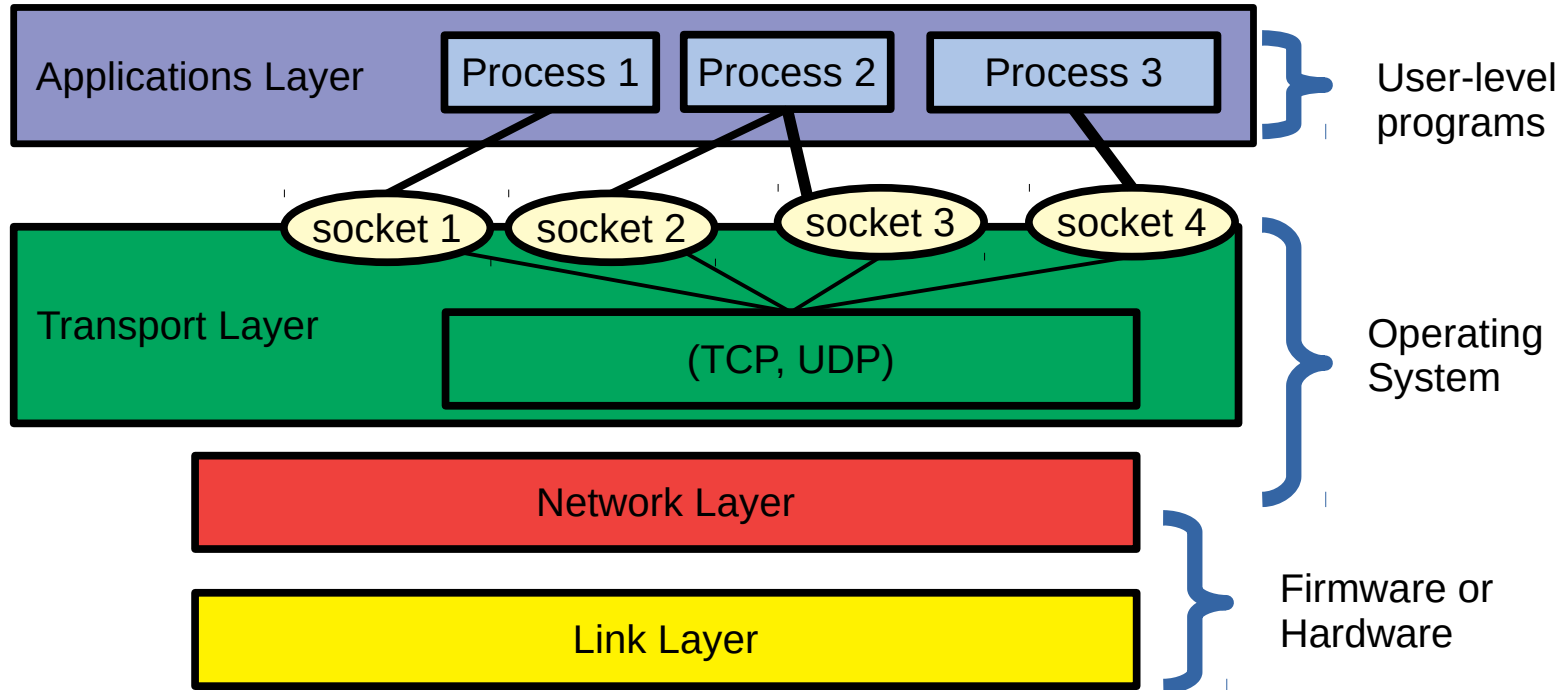 Applications Layer
Process 1
Process 2
Process 3
User-level
programs
socket 1
socket 2
socket 3
socket 4
Transport Layer
(TCP, UDP)
Operating
System
Network Layer
Link Layer
Firmware or
Hardware